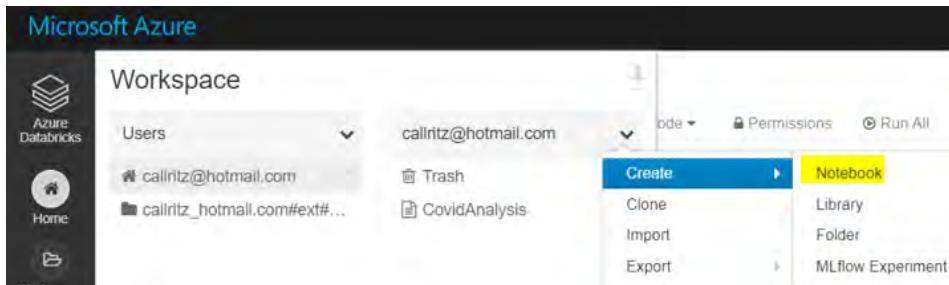 Microsoft Azure
Azure
Databricks
Home
Workspace
Users
callritz@hotmail.com
callritz@hotmail.com
callritz_hotmail.com#ext#...
Trash
CovidAnalysis
ode
Permissions
Run All
Create
Clone
Import
Export
Notebook
Library
Folder
MLflow Experiment